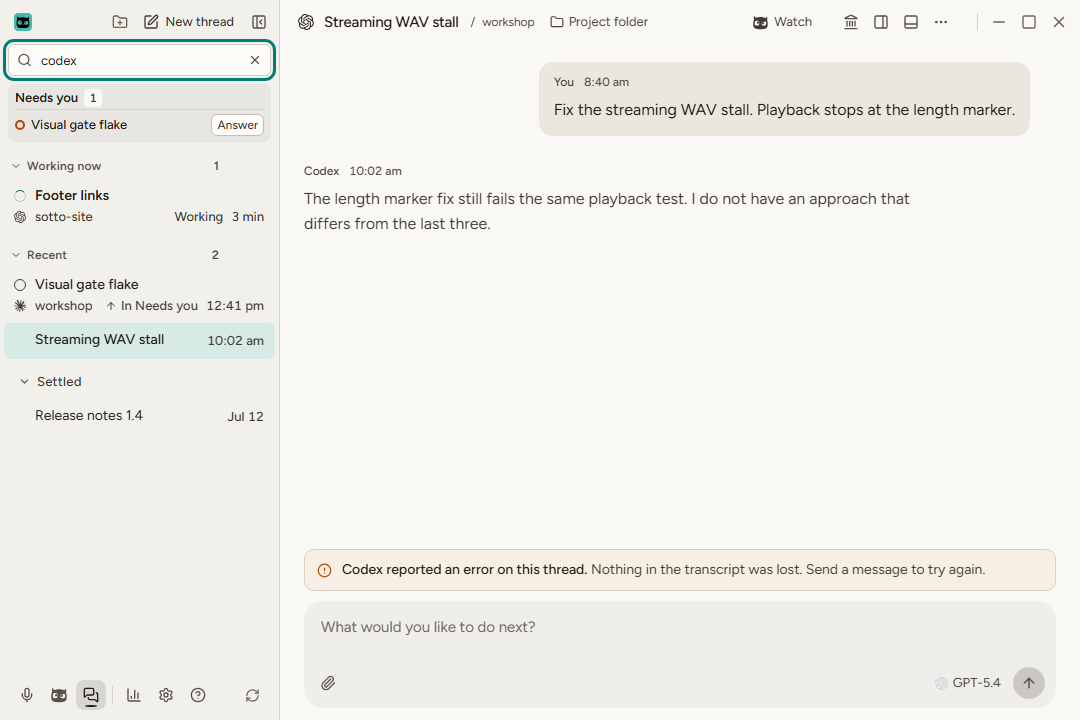 New thread
codex
Needs you 1
Visual gate flake Answer
Working now 1
Footer links
sotto-site Working 3 min
Recent 2
Visual gate flake
workshop ↑ In Needs you 12:41 pm
Streaming WAV stall 10:02 am
Settled
Release notes 1.4 Jul 12
Streaming WAV stall / workshop Project folder Watch
You 8:40 am
Fix the streaming WAV stall. Playback stops at the length marker.
Codex 10:02 am
The length marker fix still fails the same playback test. I do not have an approach that
differs from the last three.
Codex reported an error on this thread. Nothing in the transcript was lost. Send a message to try again.
What would you like to do next?
GPT-5.4